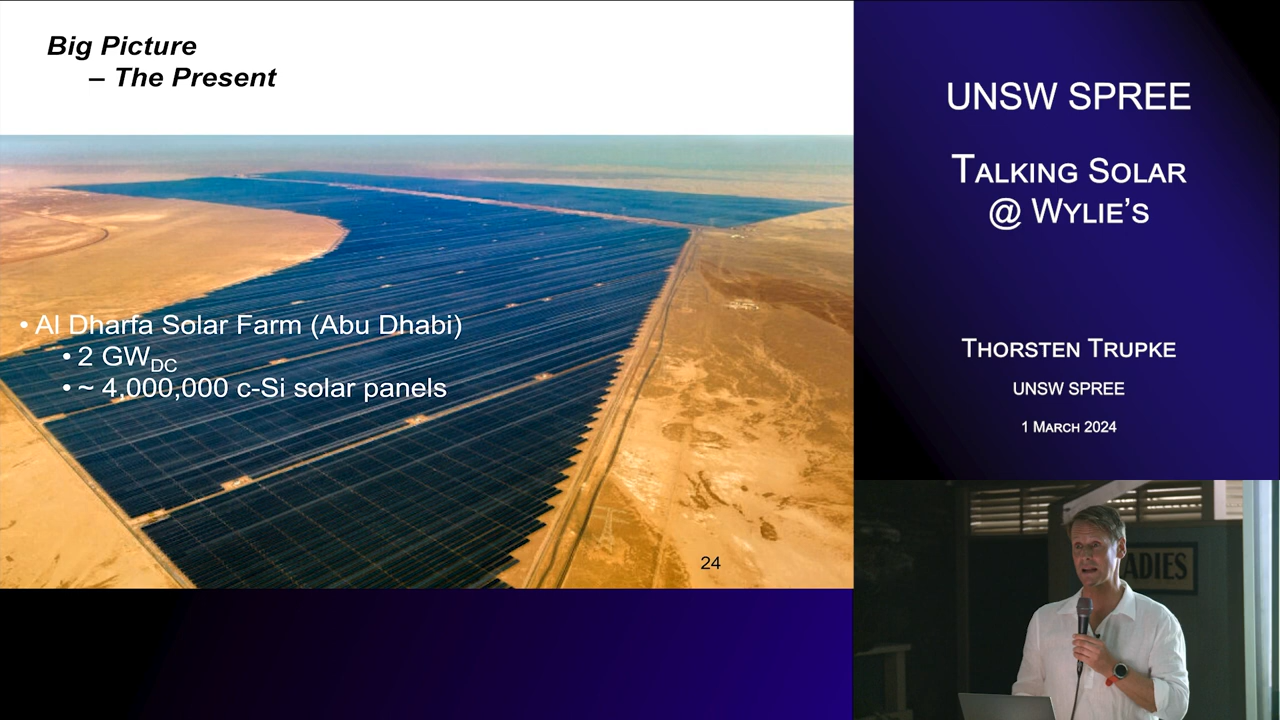 Big Picture
– The Present
• Al Dharfa Solar Farm (Abu Dhabi)
• 2 GWDC
• ~ 4,000,000 c-Si solar panels
24
UNSW SPREE
TALKING SOLAR
@ WYLIE'S
THORSTEN TRUPKE
UNSW SPREE
1 MARCH 2024
ADIES